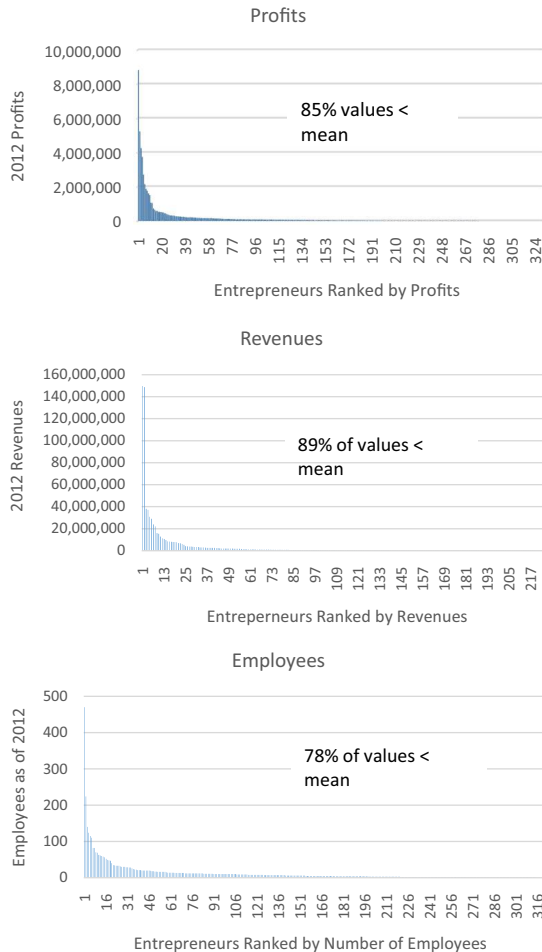 Profits
10,000,000
8,000,000
6,000,000
4,000,000
2,000,000
0
2012 Profits
85% values <
mean
1 20 39 58 77 96 115 134 153 172 191 210 229 248 267 286 305 324
Entrepreneurs Ranked by Profits
Revenues
160,000,000
140,000,000
120,000,000
100,000,000
80,000,000
60,000,000
40,000,000
20,000,000
0
2012 Revenues
89% of values <
mean
1 13 25 37 49 61 73 85 97 109 121 133 145 157 169 181 193 205 217
Entreperneurs Ranked by Revenues
Employees
500
400
300
200
100
0
Employees as of 2012
78% of values <
mean
1 16 31 46 61 76 91 106 121 136 151 166 181 196 211 226 241 256 271 286 301 316
Entrepreneurs Ranked by Number of Employees